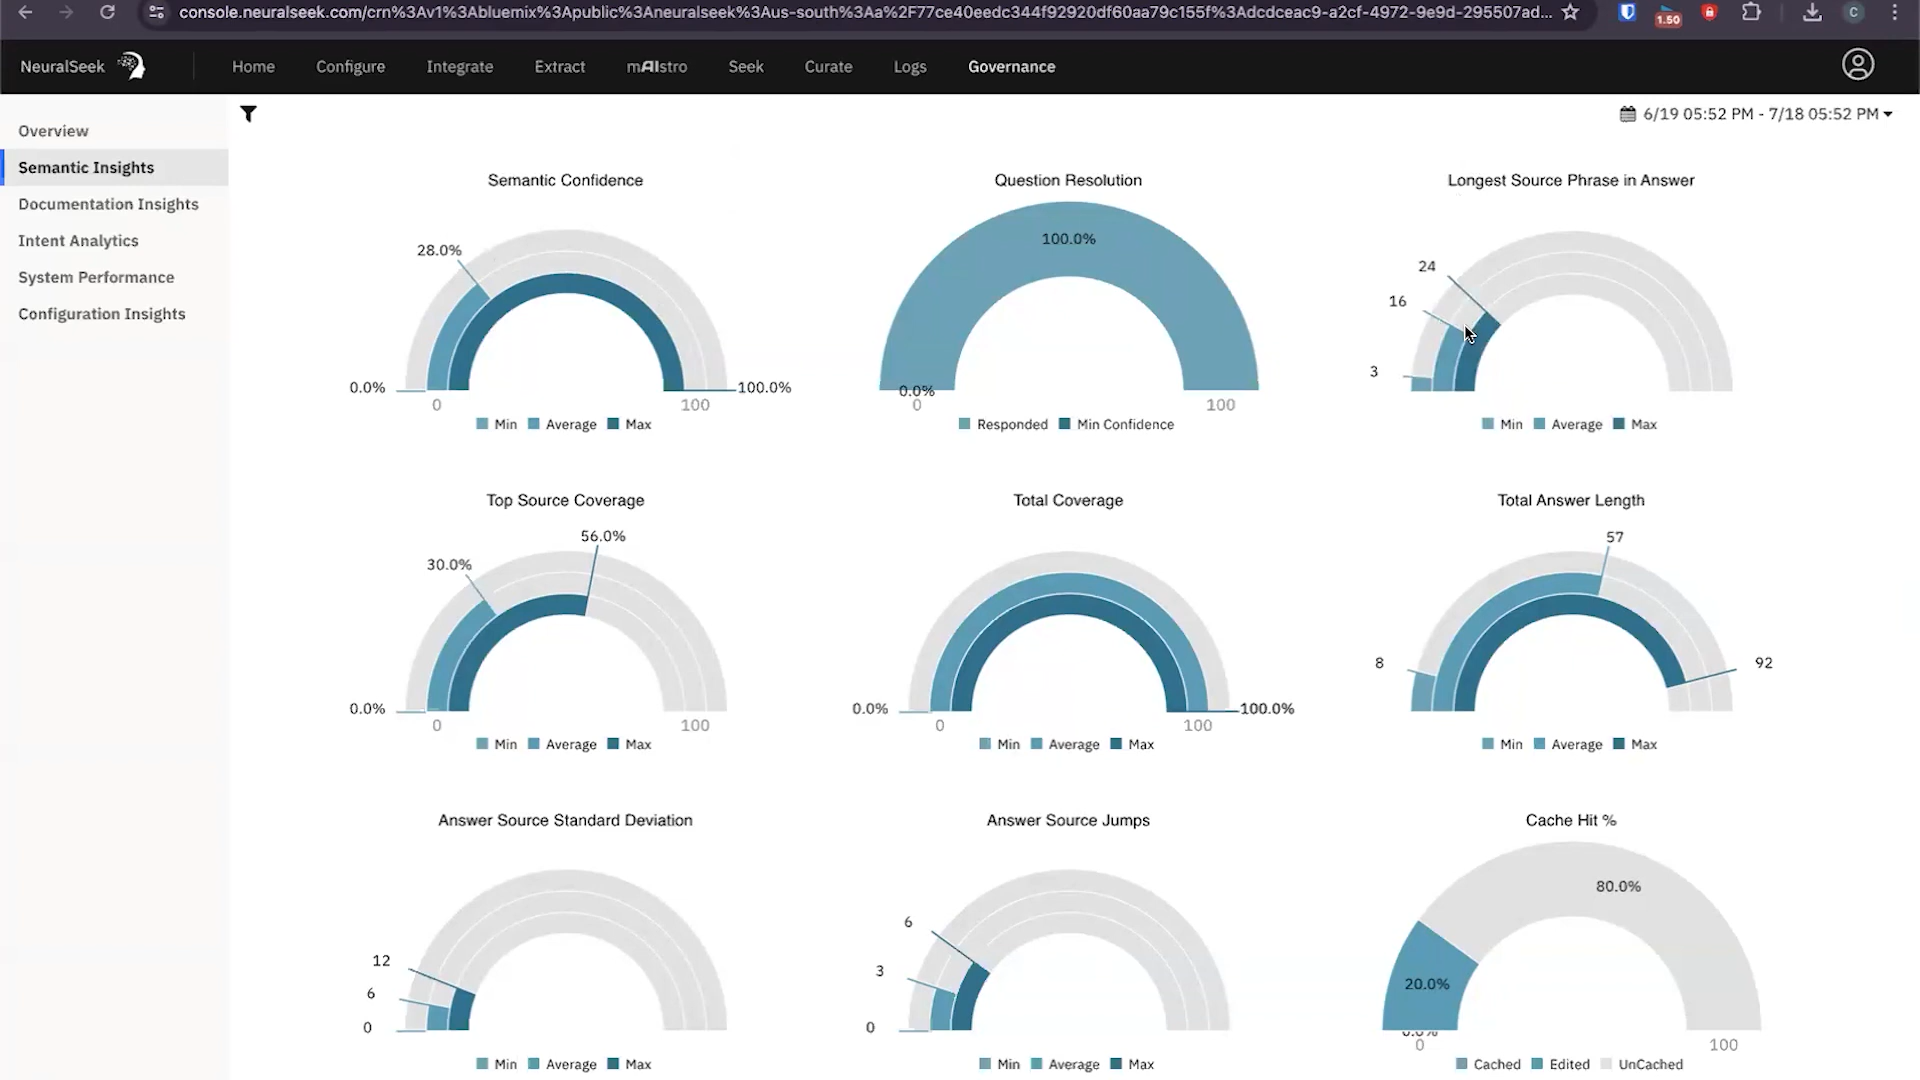 console.neuralseek.com/crn%3Av1%3Abluemix%3Apublic%3Aneuralseek%3Aus-south%3Aa%2F77ce40eedc344f92920df60aa79c155f%3Adcdceac9-a2cf-4972-9e9d-295507ad...
1.50
C
NeuralSeek
Home
Configure
Integrate
Extract
mAIstro
Seek
Curate
Logs
Governance
6/19 05:52 PM - 7/18 05:52 PM
Overview
Semantic Insights
Documentation Insights
Intent Analytics
System Performance
Configuration Insights
Semantic Confidence
28.0%
0.0%
100.0%
0
100
Min Average Max
Question Resolution
100.0%
0.0%
0
100
Responded Min Confidence
Longest Source Phrase in Answer
24
16
3
Min Average Max
Top Source Coverage
56.0%
30.0%
0.0%
0
100
Min Average Max
Total Coverage
0.0%
100.0%
0
100
Min Average Max
Total Answer Length
57
8
92
Min Average Max
Answer Source Standard Deviation
12
6
0
Min Average Max
Answer Source Jumps
6
3
0
Min Average Max
Cache Hit %
80.0%
20.0%
0.0%
0
100
Cached Edited UnCached